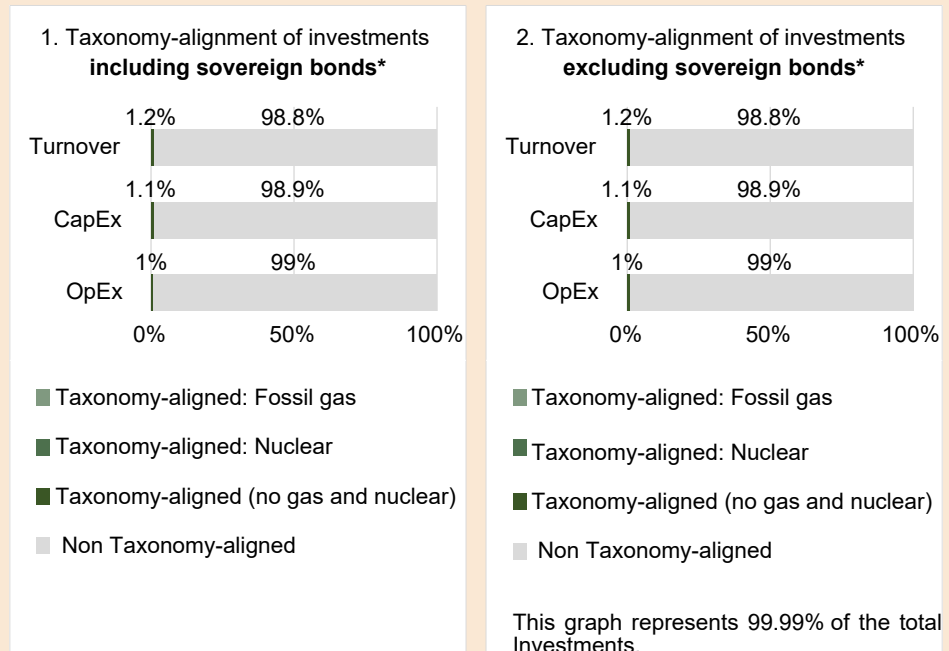 1. Taxonomy-alignment of investments
including sovereign bonds*
1.2% 98.8%
Turnover
1.1% 98.9%
CapEx
1% 99%
OpEx
0% 50% 100%
Taxonomy-aligned: Fossil gas
Taxonomy-aligned: Nuclear
Taxonomy-aligned (no gas and nuclear)
Non Taxonomy-aligned
2. Taxonomy-alignment of investments
excluding sovereign bonds*
1.2% 98.8%
Turnover
1.1% 98.9%
CapEx
1% 99%
OpEx
0% 50% 100%
Taxonomy-aligned: Fossil gas
Taxonomy-aligned: Nuclear
Taxonomy-aligned (no gas and nuclear)
Non Taxonomy-aligned
This graph represents 99.99% of the total
Investments.